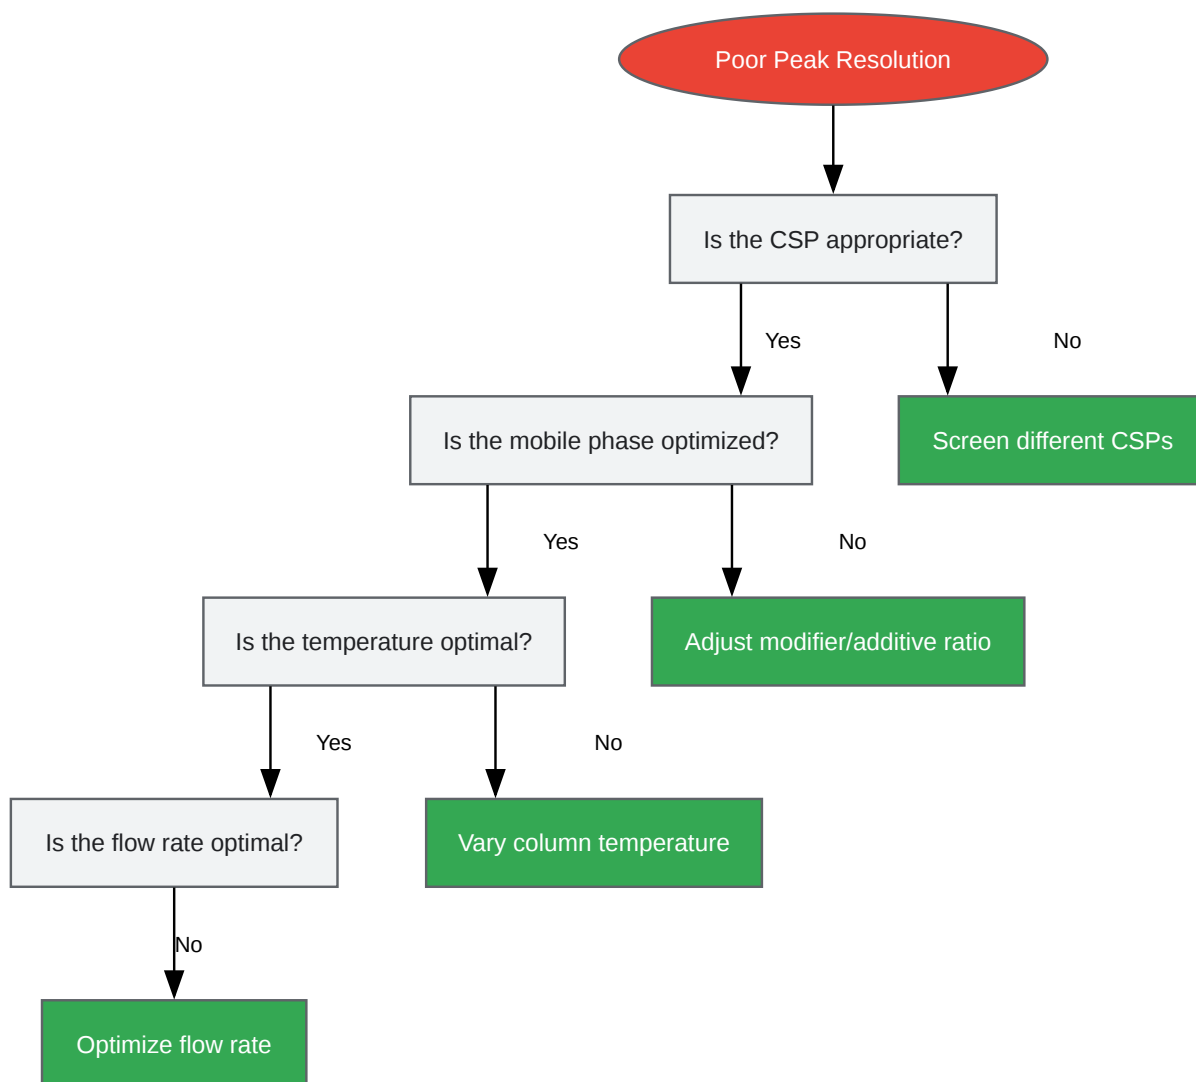 Poor Peak Resolution
Is the CSP appropriate?
Yes
No
Is the mobile phase optimized?
Screen different CSPs
Yes
No
Is the temperature optimal?
Adjust modifier/additive ratio
Yes
No
Is the flow rate optimal?
Vary column temperature
No
Optimize flow rate